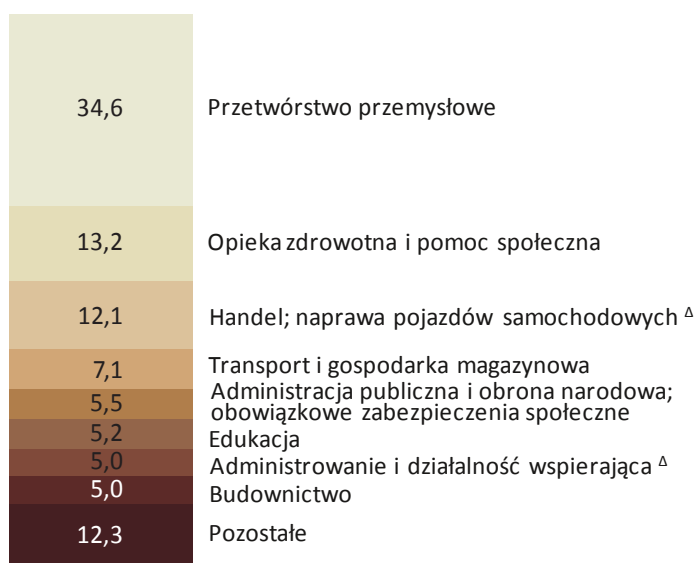 34,6 Przetwórstwo przemysłowe
13,2 Opieka zdrowotna i pomoc społeczna
12,1 Handel; naprawa pojazdów samochodowych Δ
7,1 Transport i gospodarka magazynowa
5,5 Administracja publiczna i obrona narodowa;
obowiązkowe zabezpieczenia społeczne
5,2 Edukacja
5,0 Administrowanie i działalność wspierająca Δ
5,0 Budownictwo
12,3 Pozostałe